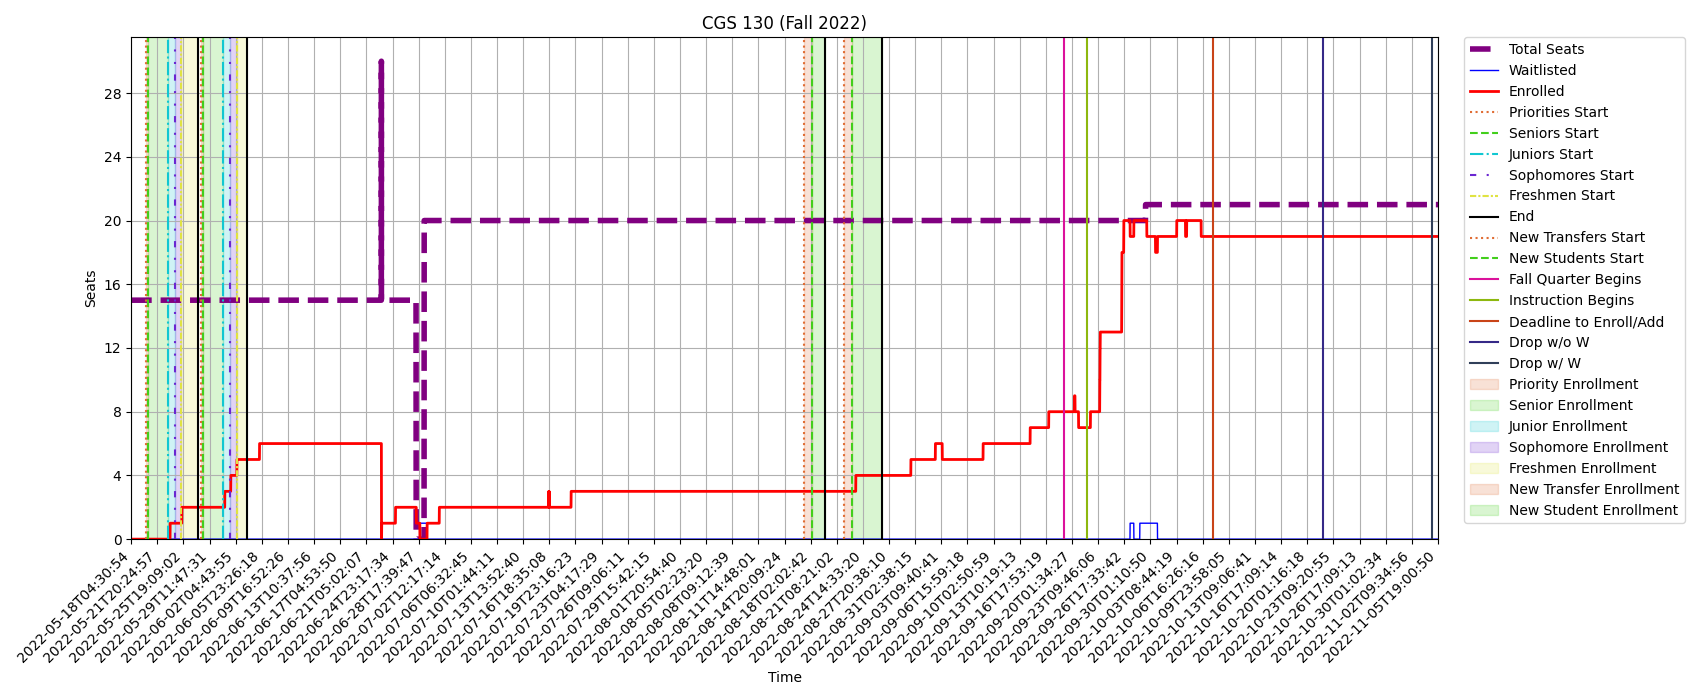 CGS 130 (Fall 2022)
Seats
28
24
20
16
12
8
4
0
2022-05-18T04:30:54
2022-05-21T20:24:57
2022-05-25T19:09:02
2022-05-29T11:47:31
2022-06-02T04:43:55
2022-06-05T23:26:18
2022-06-09T16:52:26
2022-06-13T10:37:56
2022-06-17T04:53:50
2022-06-21T05:02:07
2022-06-24T23:17:34
2022-06-28T17:39:47
2022-07-02T12:17:14
2022-07-06T06:32:45
2022-07-10T01:44:11
2022-07-13T13:52:40
2022-07-16T18:35:08
2022-07-19T23:16:23
2022-07-23T04:17:29
2022-07-26T09:06:11
2022-07-29T15:42:15
2022-08-01T20:54:40
2022-08-05T02:23:20
2022-08-08T09:12:39
2022-08-11T14:48:01
2022-08-14T20:09:24
2022-08-18T02:02:42
2022-08-21T08:21:02
2022-08-24T14:33:20
2022-08-27T20:38:10
2022-08-31T02:38:15
2022-09-03T09:40:41
2022-09-06T15:59:18
2022-09-10T02:50:59
2022-09-13T10:19:13
2022-09-16T17:53:19
2022-09-20T01:34:27
2022-09-23T09:46:06
2022-09-26T17:33:42
2022-09-30T01:10:50
2022-10-03T08:44:19
2022-10-06T16:26:16
2022-10-09T23:58:05
2022-10-13T09:06:41
2022-10-16T17:09:14
2022-10-20T01:16:18
2022-10-23T09:20:55
2022-10-26T17:09:13
2022-10-30T01:02:34
2022-11-02T09:34:56
2022-11-05T19:00:50
Time
Total Seats
Waitlisted
Enrolled
Priorities Start
Seniors Start
Juniors Start
Sophomores Start
Freshmen Start
End
New Transfers Start
New Students Start
Fall Quarter Begins
Instruction Begins
Deadline to Enroll/Add
Drop w/o W
Drop w/ W
Priority Enrollment
Senior Enrollment
Junior Enrollment
Sophomore Enrollment
Freshmen Enrollment
New Transfer Enrollment
New Student Enrollment